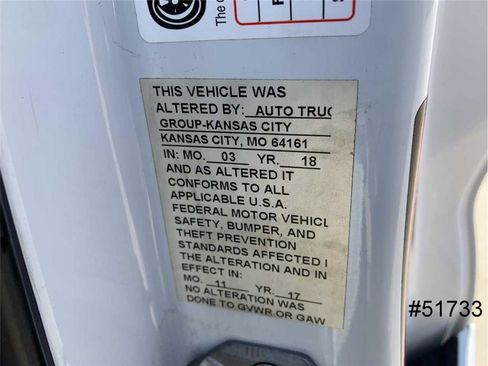 The
THIS VEHICLE WAS
ALTERED BY: AUTO TRUC
GROUP-KANSAS CITY
KANSAS CITY, MO 64161
IN: MO. 03 YR. 18
AND AS ALTERED IT
CONFORMS TO ALL
APPLICABLE U.S.A.
FEDERAL MOTOR VEHICL
SAFETY, BUMPER, AND
THEFT PREVENTION
STANDARDS AFFECTED I
THE ALTERATION AND IN
EFFECT IN:
MO. 11 YR. 17
NO ALTERATION WAS
DONE TO GVWR OR GAW
#51733